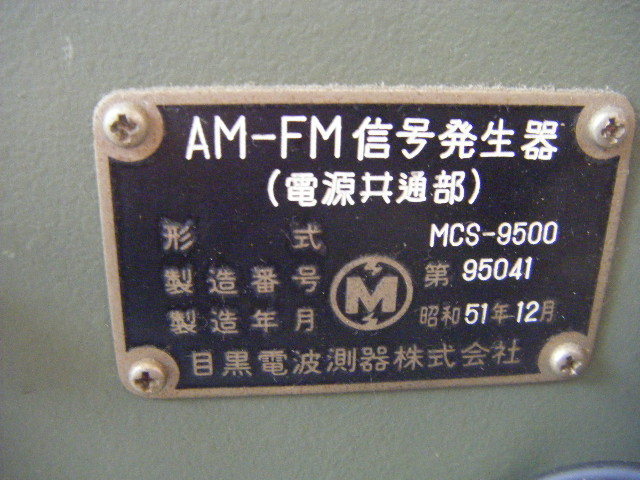 AM-FM信号発生器
(電源共通部)
形式 MCS-9500
製造番号 第 95041
製造年月 昭和51年12月
M
目黒電波測器株式会社